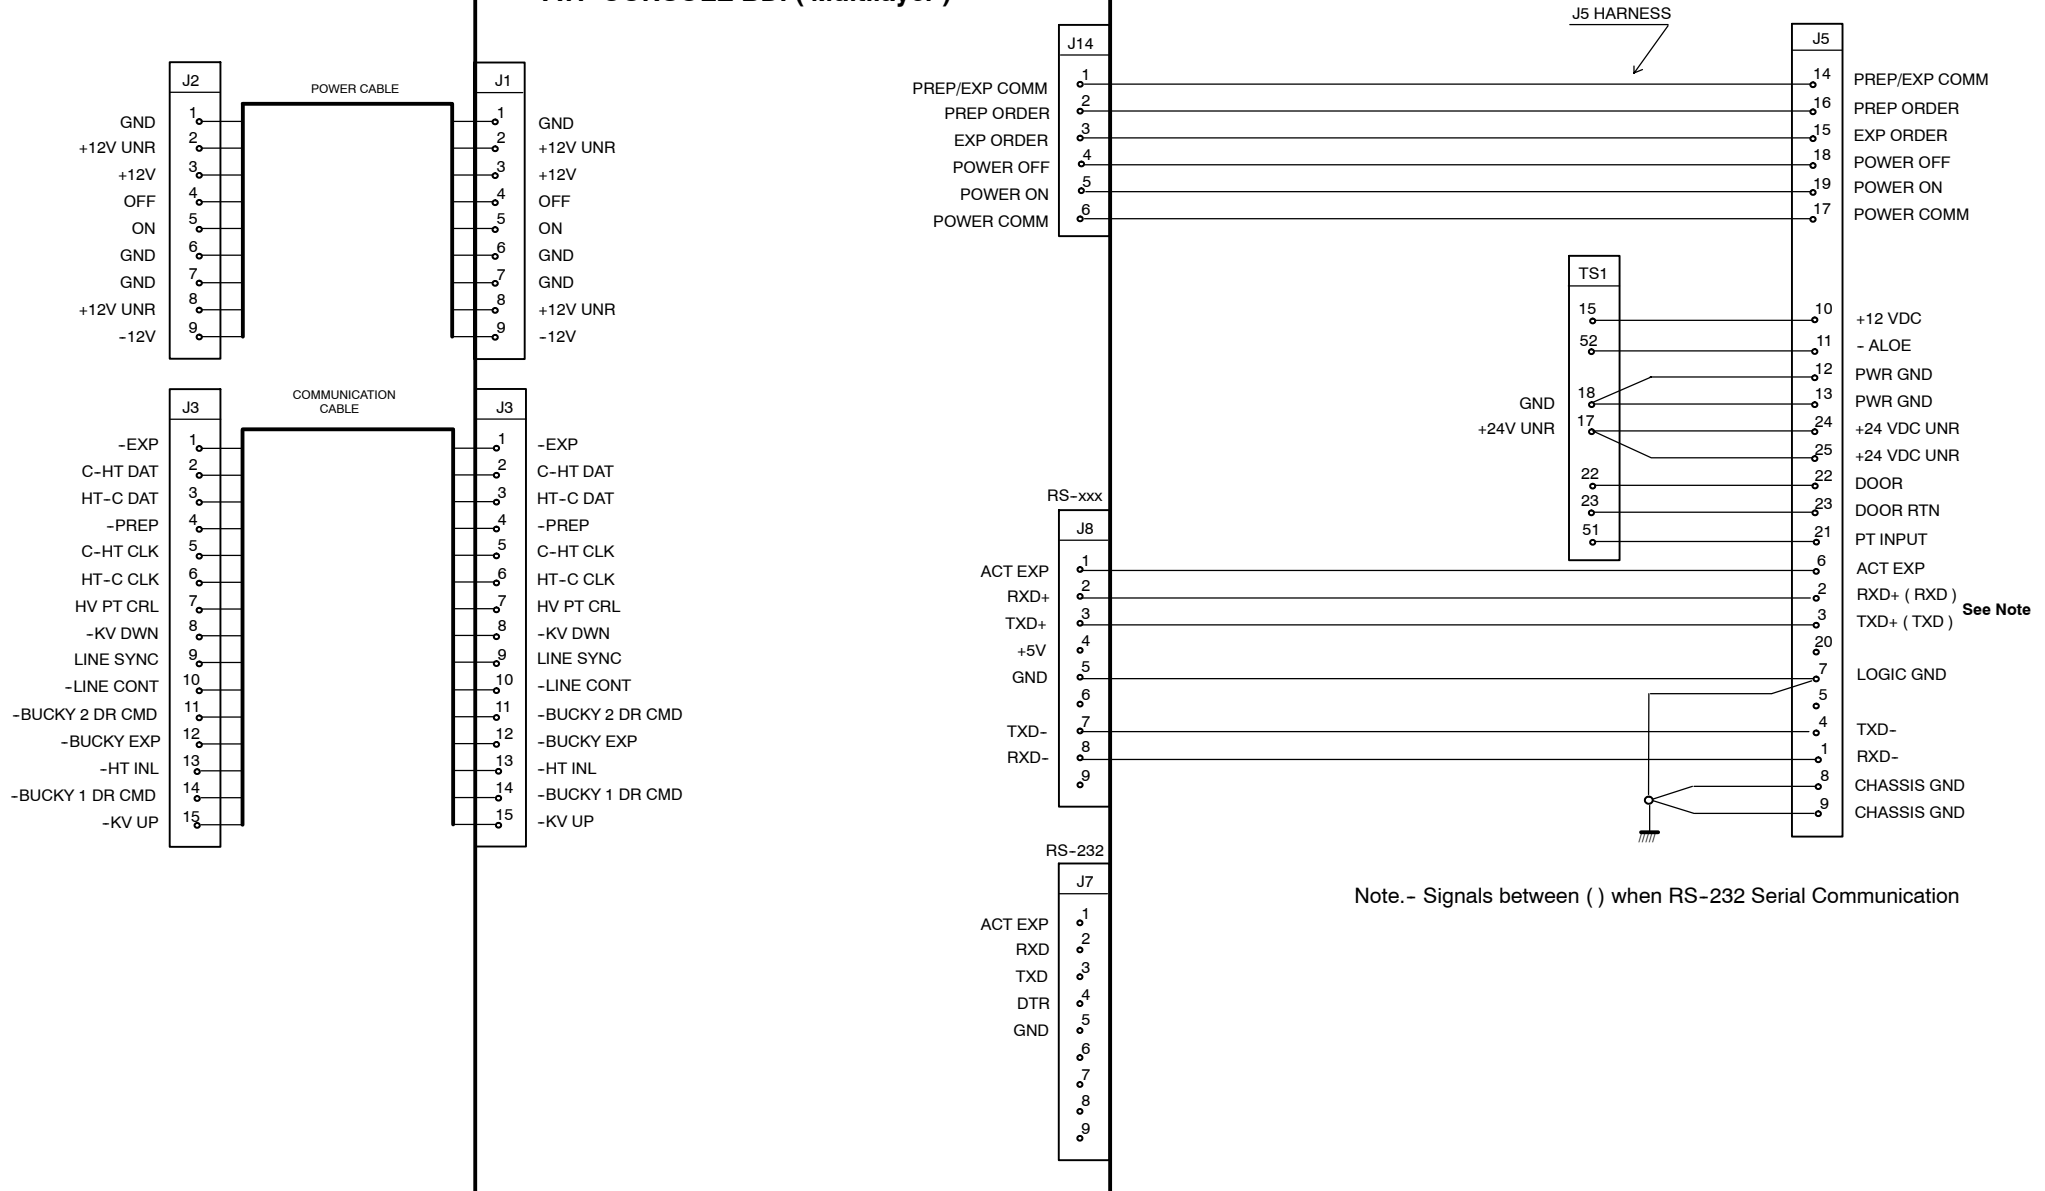 CONSOLE BD. ( Multilayer )
J2
POWER CABLE
J1
GND 1 1 GND
+12V UNR 2 2 +12V UNR
+12V 3 3 +12V
OFF 4 4 OFF
ON 5 5 ON
GND 6 6 GND
GND 7 7 GND
+12V UNR 8 8 +12V UNR
-12V 9 9 -12V
J3
COMMUNICATION
CABLE
J3
-EXP 1 1 -EXP
C-HT DAT 2 2 C-HT DAT
HT-C DAT 3 3 HT-C DAT
-PREP 4 4 -PREP
C-HT CLK 5 5 C-HT CLK
HT-C CLK 6 6 HT-C CLK
HV PT CRL 7 7 HV PT CRL
-KV DWN 8 8 -KV DWN
LINE SYNC 9 9 LINE SYNC
-LINE CONT 10 10 -LINE CONT
-BUCKY 2 DR CMD 11 11 -BUCKY 2 DR CMD
-BUCKY EXP 12 12 -BUCKY EXP
-HT INL 13 13 -HT INL
-BUCKY 1 DR CMD 14 14 -BUCKY 1 DR CMD
-KV UP 15 15 -KV UP
J5 HARNESS
J14
J5
PREP/EXP COMM 1 14 PREP/EXP COMM
PREP ORDER 2 16 PREP ORDER
EXP ORDER 3 15 EXP ORDER
POWER OFF 4 18 POWER OFF
POWER ON 5 19 POWER ON
POWER COMM 6 17 POWER COMM
TS1
15 10 +12 VDC
52 11 - ALOE
12 PWR GND
GND 18 13 PWR GND
+24V UNR 17 24 +24 VDC UNR
25 +24 VDC UNR
22 22 DOOR
23 23 DOOR RTN
51 21 PT INPUT
RS-xxx
J8
ACT EXP 1 6 ACT EXP
RXD+ 2 2 RXD+ ( RXD )
See Note
TXD+ 3 3 TXD+ ( TXD )
+5V 4 20
GND 5 7 LOGIC GND
6 5
TXD- 7 4 TXD-
RXD- 8 1 RXD-
9 8 CHASSIS GND
9 CHASSIS GND
RS-232
J7
ACT EXP 1
RXD 2
TXD 3
DTR 4
GND 5
6
7
8
9
Note.- Signals between ( ) when RS-232 Serial Communication